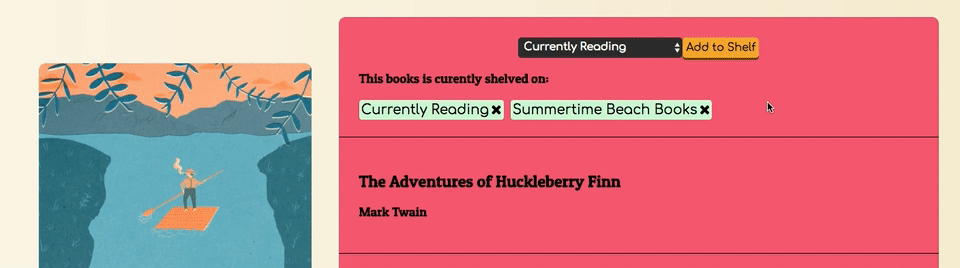 Currently Reading Add to Shelf
This books is curently shelved on:
Currently Reading✖ Summertime Beach Books✖
The Adventures of Huckleberry Finn
Mark Twain